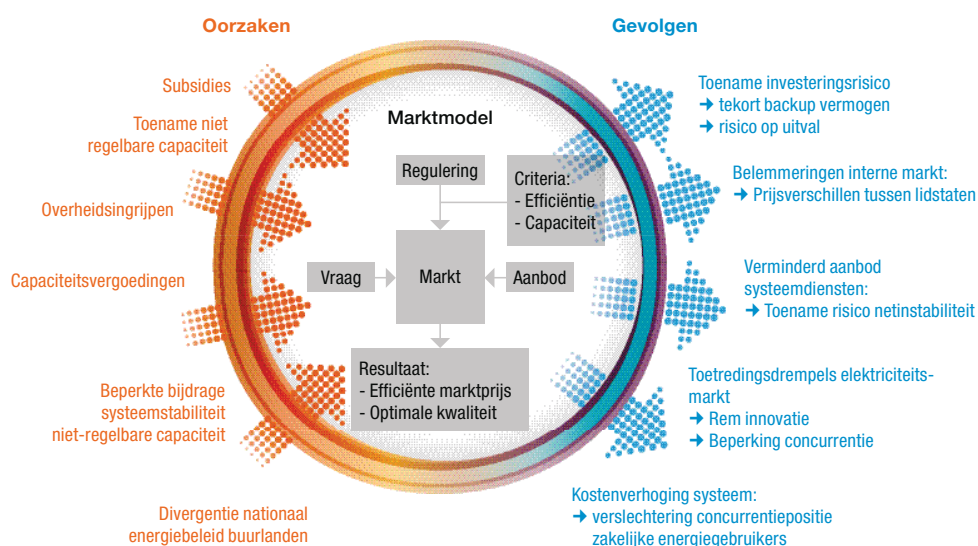 Oorzaken
Subsidies
Toename niet
regelbare capaciteit
Overheidsingrijpen
Capaciteitsvergoedingen
Beperkte bijdrage
systeemstabiliteit
niet-regelbare capaciteit
Divergentie nationaal
energiebeleid buurlanden
Marktmodel
Regulering
Criteria:
- Efficiëntie
- Capaciteit
Vraag
Markt
Aanbod
Resultaat:
- Efficiënte marktprijs
- Optimale kwaliteit
Gevolgen
Toename investeringsrisico
➔ tekort backup vermogen
➔ risico op uitval
Belemmeringen interne markt:
➔ Prijsverschillen tussen lidstaten
Verminderd aanbod
systeemdiensten:
➔ Toename risico netinstabiliteit
Toetredingsdrempels elektriciteits-
markt
➔ Rem innovatie
➔ Beperking concurrentie
Kostenverhoging systeem:
➔ verslechtering concurrentiepositie
zakelijke energiegebruikers